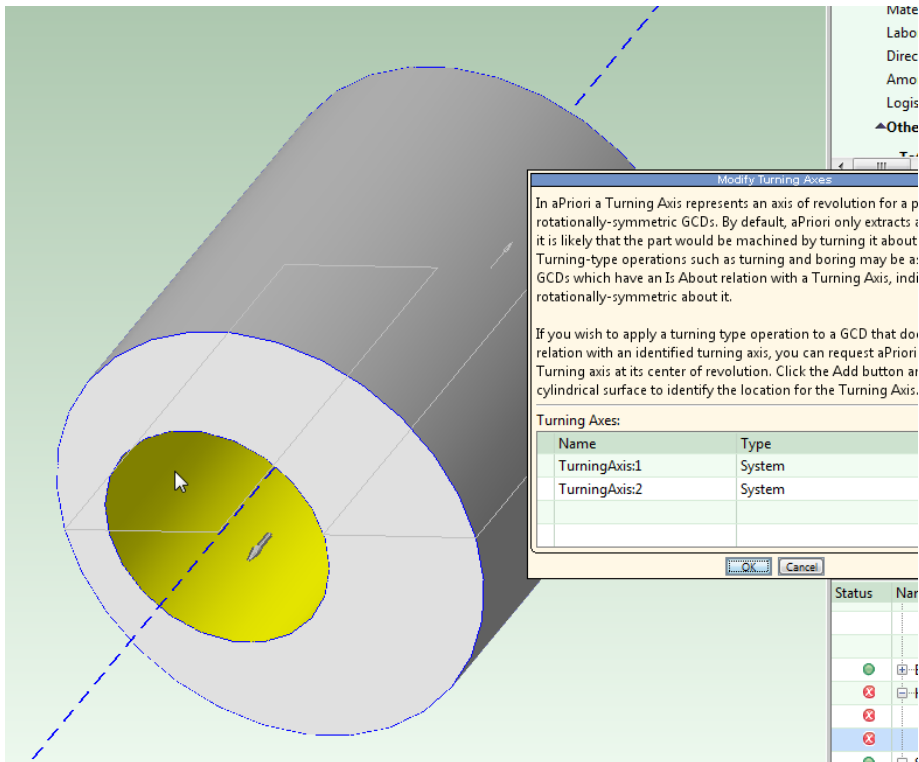 Mate
Labo
Direc
Amo
Logis
Othe
Modify Turning Axes
In aPriori a Turning Axis represents an axis of revolution for a p
rotationally-symmetric GCDs. By default, aPriori only extracts a
it is likely that the part would be machined by turning it about
Turning-type operations such as turning and boring may be as
GCDs which have an Is About relation with a Turning Axis, indi
rotationally-symmetric about it.
If you wish to apply a turning type operation to a GCD that doe
relation with an identified turning axis, you can request aPriori
Turning axis at its center of revolution. Click the Add button an
cylindrical surface to identify the location for the Turning Axis.
Turning Axes:
Name Type
TurningAxis:1 System
TurningAxis:2 System
OK Cancel
Status Nar